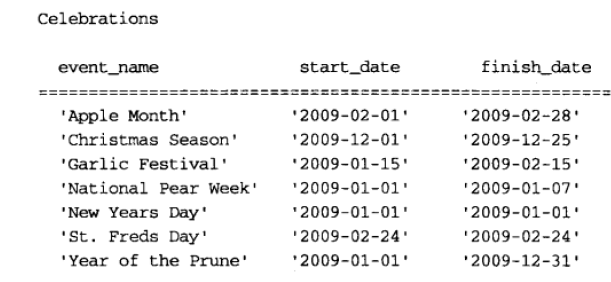 Celebrations
event_name start_date finish_date
===========================================================
'Apple Month' '2009-02-01' '2009-02-28'
'Christmas Season' '2009-12-01' '2009-12-25'
'Garlic Festival' '2009-01-15' '2009-02-15'
'National Pear Week' '2009-01-01' '2009-01-07'
'New Years Day' '2009-01-01' '2009-01-01'
'St. Freds Day' '2009-02-24' '2009-02-24'
'Year of the Prune' '2009-01-01' '2009-12-31'